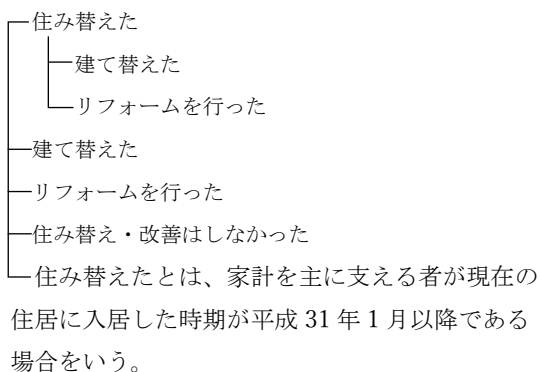 住み替えた
建て替えた
リフォームを行った
建て替えた
リフォームを行った
住み替え・改善はしなかった
住み替えたとは、家計を主に支える者が現在の
住居に入居した時期が平成 31 年 1 月以降である
場合をいう。